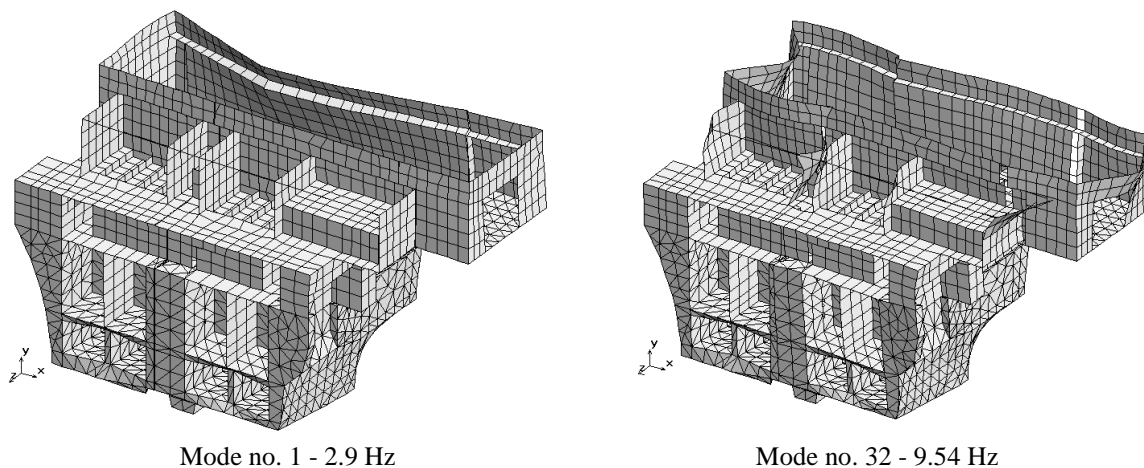 y
z x
y
z x
Mode no. 1 - 2.9 Hz
Mode no. 32 - 9.54 Hz